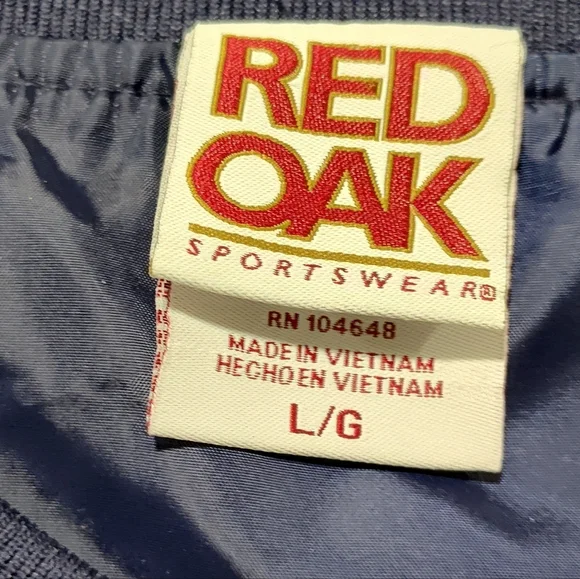 RED
OAK
SPORTSWEAR®
RN 104648
MADE IN VIETNAM
HECHO EN VIETNAM
L/G